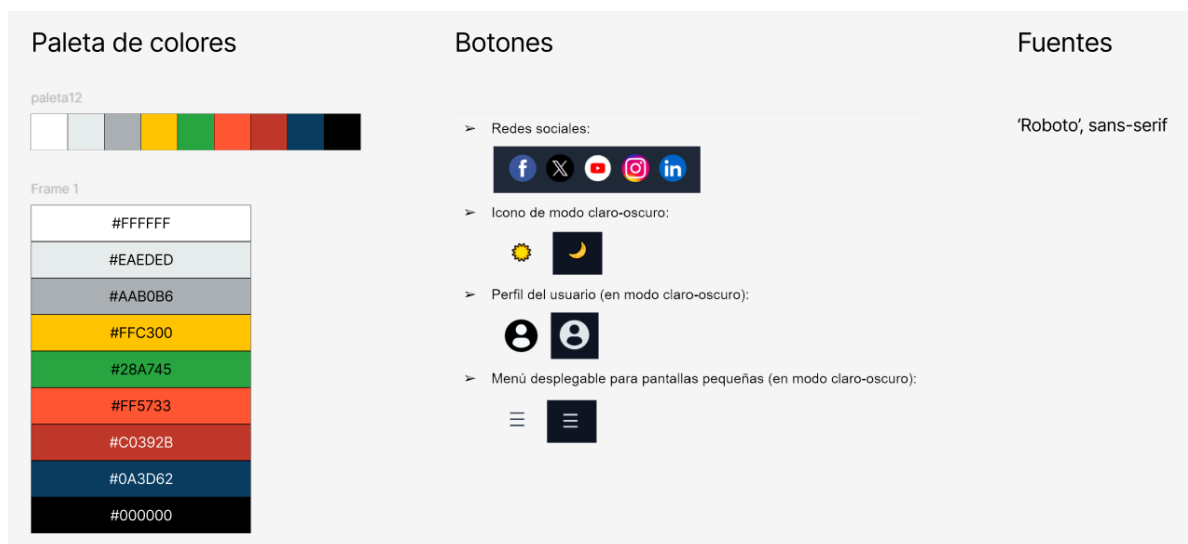 Paleta de colores
paleta12
Frame 1
#FFFFFF
#EAEDED
#AAB0B6
#FFC300
#28A745
#FF5733
#C0392B
#0A3D62
#000000
Botones
➢ Redes sociales:
f X in
➢ Icono de modo claro-oscuro:
➢ Perfil del usuario (en modo claro-oscuro):
➢ Menú desplegable para pantallas pequeñas (en modo claro-oscuro):
Fuentes
‘Roboto’, sans-serif